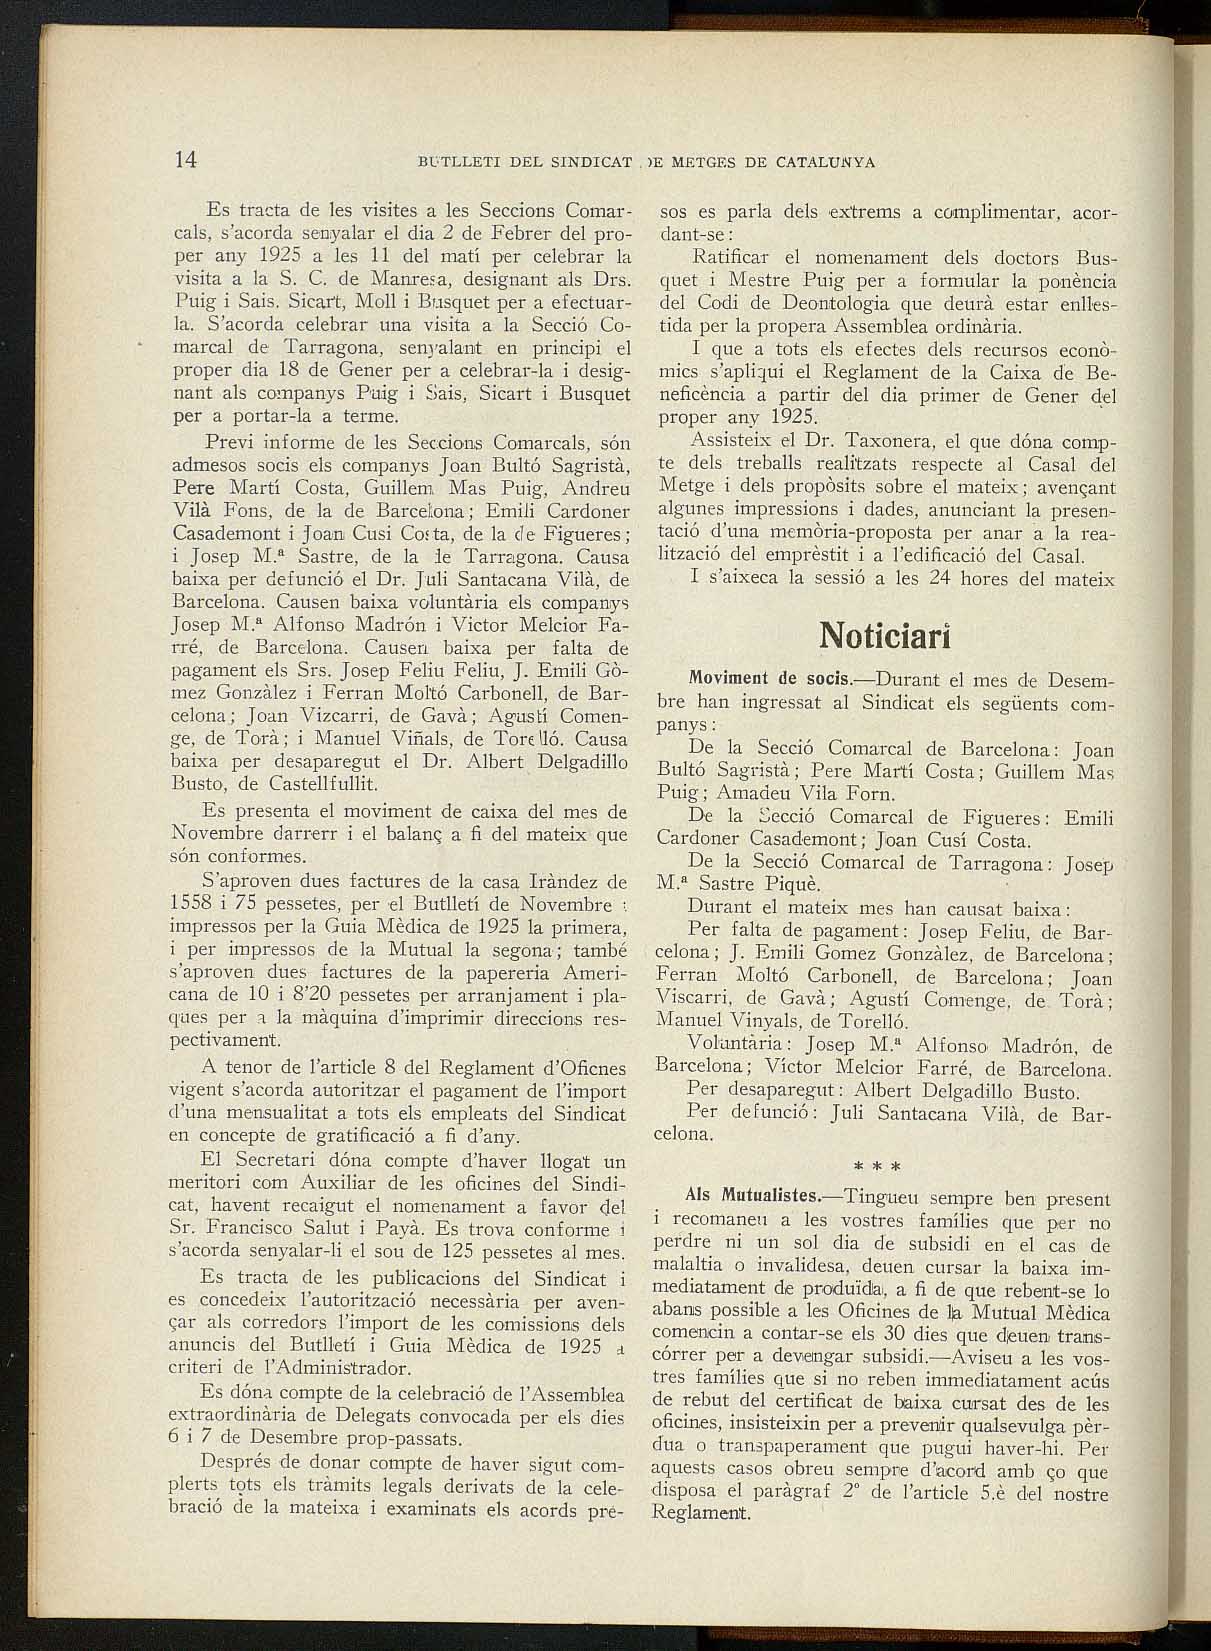 14
BUTLLETI DEL SINDICAT DE METGES DE CATALUNYA
Es tracta de les visites a les Seccions Comar-
cals, s'acorda senyalar el dia 2 de Febrer del pro-
per any 1925 a les 11 del matí per celebrar la
visita a la S. C. de Manresa, designant als Drs.
Puig i Sais. Sicart, Moll i Busquet per a efectuar-
la. S'acorda celebrar una visita a la Secció Co-
marcal de Tarragona, senyalant en principi el
proper dia 18 de Gener per a celebrar-la i desig-
nant als companys Puig i Sais, Sicart i Busquet
per a portar-la a terme.
Previ informe de les Seccions Comarcals, són
admesos socis els companys Joan Bultó Sagristà,
Pere Martí Costa, Guillem Mas Puig, Andreu
Vilà Fons, de la de Barcelona; Emili Cardoner
Casademont i Joan Cusi Costa, de la de Figueres;
i Josep M.ª Sastre, de la de Tarragona. Causa
baixa per defunció el Dr. Juli Santacana Vilà, de
Barcelona. Causen baixa voluntària els companys
Josep M.ª Alfonso Madrón i Victor Melcior Fa-
rré, de Barcelona. Causen baixa per falta de
pagament els Srs. Josep Feliu Feliu, J. Emili Gò-
mez Gonzàlez i Ferran Moltó Carbonell, de Bar-
celona; Joan Vizcarri, de Gavà; Agustí Comen-
ge, de Torà; i Manuel Viñals, de Torelló. Causa
baixa per desaparegut el Dr. Albert Delgadillo
Busto, de Castellfullit.
Es presenta el moviment de caixa del mes de
Novembre darrerr i el balanç a fi del mateix que
són conformes.
S'aproven dues factures de la casa Iràndez de
1558 i 75 pessetes, per el Butlletí de Novembre i
impressos per la Guia Mèdica de 1925 la primera,
i per impressos de la Mutual la segona; també
s'aproven dues factures de la papereria Ameri-
cana de 10 i 8'20 pessetes per arranjament i pla-
ques per a la màquina d'imprimir direccions res-
pectivament.
A tenor de l'article 8 del Reglament d'Oficnes
vigent s'acorda autoritzar el pagament de l'import
d'una mensualitat a tots els empleats del Sindicat
en concepte de gratificació a fi d'any.
El Secretari dóna compte d'haver llogat un
meritori com Auxiliar de les oficines del Sindi-
cat, havent recaigut el nomenament a favor del
Sr. Francisco Salut i Payà. Es trova conforme i
s'acorda senyalar-li el sou de 125 pessetes al mes.
Es tracta de les publicacions del Sindicat i
es concedeix l'autorització necessària per aven-
çar als corredors l'import de les comissions dels
anuncis del Butlletí i Guia Mèdica de 1925 a
criteri de l'Administrador.
Es dóna compte de la celebració de l'Assemblea
extraordinària de Delegats convocada per els dies
6 i 7 de Desembre prop-passats.
Després de donar compte de haver sigut com-
plerts tots els tràmits legals derivats de la cele-
bració de la mateixa i examinats els acords pre-
sos es parla dels extrems a complimentar, acor-
dant-se:
Ratificar el nomenament dels doctors Bus-
quet i Mestre Puig per a formular la ponència
del Codi de Deontologia que deurà estar enlles-
tida per la propera Assemblea ordinària.
I que a tots els efectes dels recursos econò-
mics s'apliqui el Reglament de la Caixa de Be-
neficència a partir del dia primer de Gener del
proper any 1925.
Assisteix el Dr. Taxonera, el que dóna comp-
te dels treballs realitzats respecte al Casal del
Metge i dels propòsits sobre el mateix; avençant
algunes impressions i dades, anunciant la presen-
tació d'una memòria-proposta per anar a la rea-
lització del emprèstit i a l'edificació del Casal.
I s'aixeca la sessió a les 24 hores del mateix
Noticiari
Moviment de socis.—Durant el mes de Desem-
bre han ingressat al Sindicat els següents com-
panys:
De la Secció Comarcal de Barcelona: Joan
Bultó Sagristà; Pere Martí Costa; Guillem Mas
Puig; Amadeu Vila Forn.
De la Secció Comarcal de Figueres: Emili
Cardoner Casademont; Joan Cusí Costa.
De la Secció Comarcal de Tarragona: Josep
M.ª Sastre Piquè.
Durant el mateix mes han causat baixa:
Per falta de pagament: Josep Feliu, de Bar-
celona; J. Emili Gomez Gonzàlez, de Barcelona;
Ferran Moltó Carbonell, de Barcelona; Joan
Viscarri, de Gavà; Agustí Comenge, de Torà;
Manuel Vinyals, de Torelló.
Voluntària: Josep M.ª Alfonso Madrón, de
Barcelona; Víctor Melcior Farré, de Barcelona.
Per desaparegut: Albert Delgadillo Busto.
Per defunció: Juli Santacana Vilà, de Bar-
celona.
* * *
Als Mutualistes.—Tingueu sempre ben present
i recomaneu a les vostres famílies que per no
perdre ni un sol dia de subsidi en el cas de
malaltia o invalidesa, deuen cursar la baixa im-
mediatament de produïda, a fi de que rebent-se lo
abans possible a les Oficines de la Mutual Mèdica
comencin a contar-se els 30 dies que deuen trans-
córrer per a devengar subsidi.—Aviseu a les vos-
tres famílies que si no reben immediatament acús
de rebut del certificat de baixa cursat des de les
oficines, insisteixin per a prevenir qualsevulga pèr-
dua o transpaperament que pugui haver-hi. Per
aquests casos obreu sempre d'acord amb ço que
disposa el paràgraf 2º de l'article 5.è del nostre
Reglament.